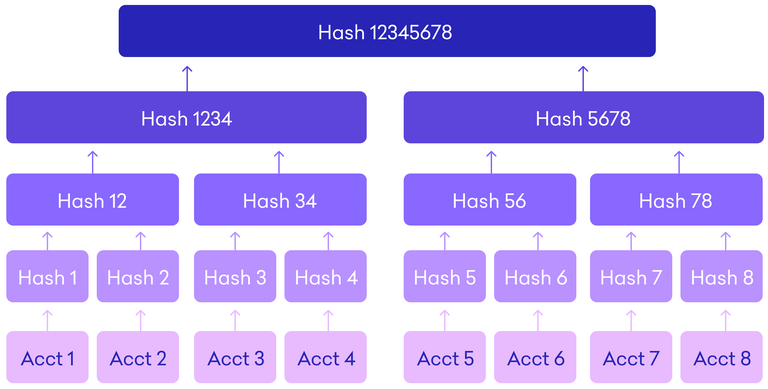 Hash 12345678
Hash 1234
Hash 5678
Hash 12
Hash 34
Hash 56
Hash 78
Hash 1
Hash 2
Hash 3
Hash 4
Hash 5
Hash 6
Hash 7
Hash 8
Acct 1
Acct 2
Acct 3
Acct 4
Acct 5
Acct 6
Acct 7
Acct 8